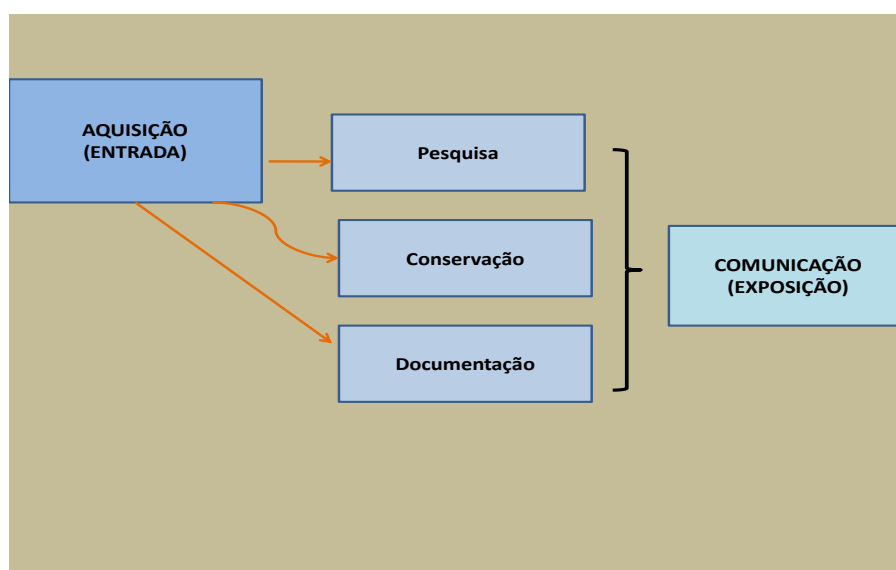 AQUISIÇÃO
(ENTRADA)
Pesquisa
Conservação
Documentação
COMUNICAÇÃO
(EXPOSIÇÃO)